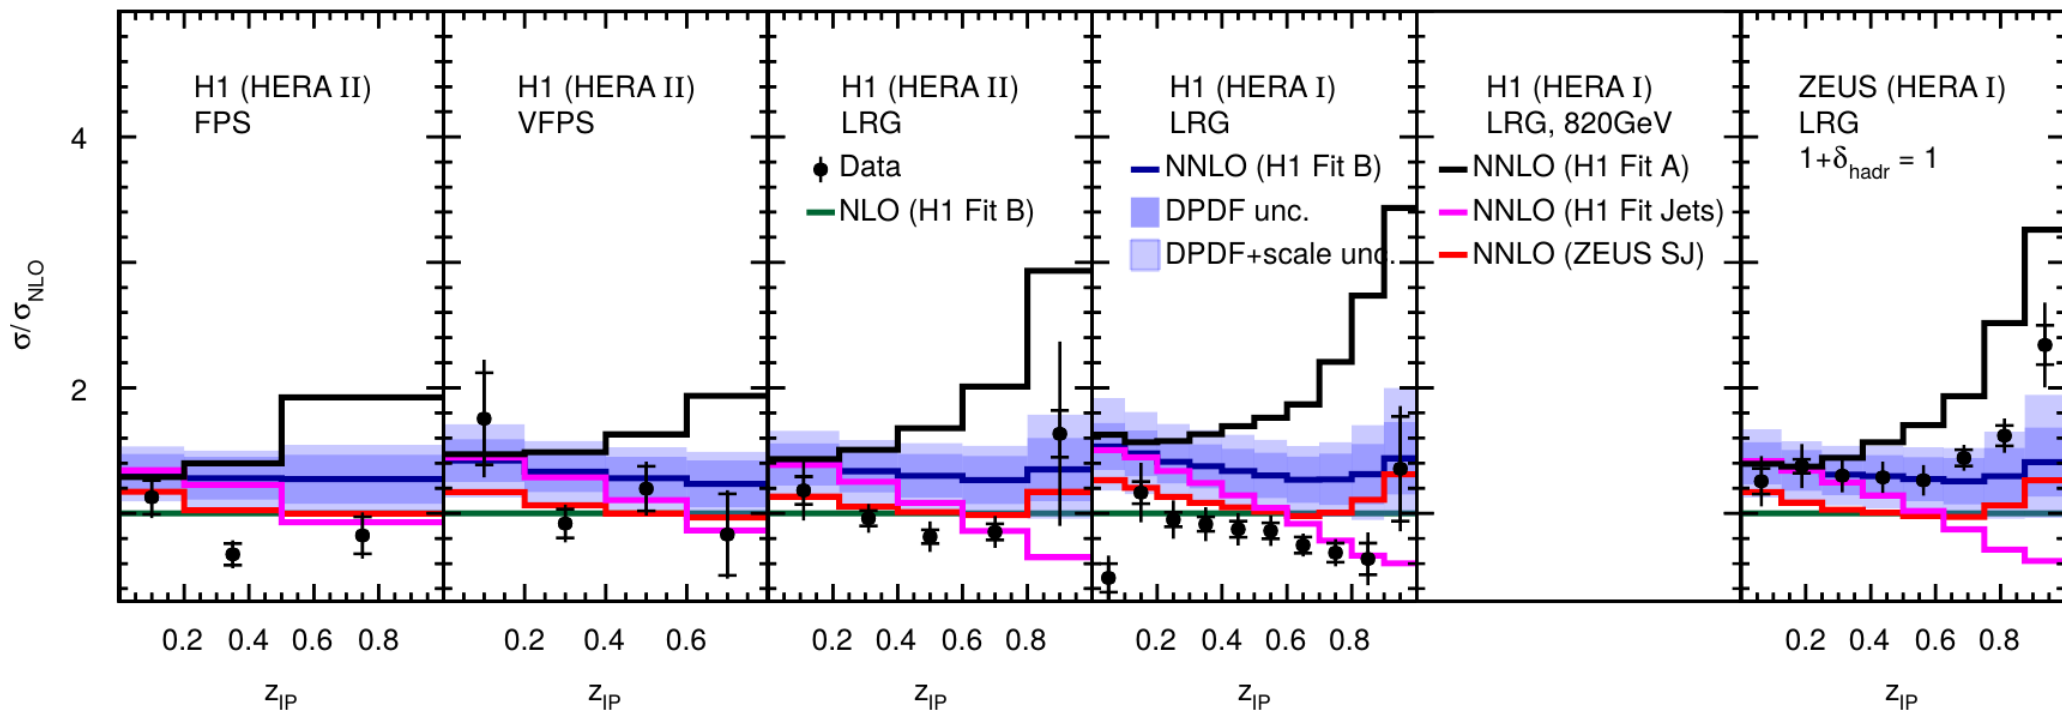 H1 (HERA II)
FPS
H1 (HERA II)
VFPS
H1 (HERA II)
LRG
Data
NLO (H1 Fit B)
H1 (HERA I)
LRG
NNLO (H1 Fit B)
DPDF unc.
DPDF+scale unc.
H1 (HERA I)
LRG, 820GeV
NNLO (H1 Fit A)
NNLO (H1 Fit Jets)
NNLO (ZEUS SJ)
ZEUS (HERA I)
LRG
1+δhadr = 1
4
2
σ/σNLO
0.2 0.4 0.6 0.8
0.2 0.4 0.6
0.2 0.4 0.6 0.8
0.2 0.4 0.6 0.8
0.2 0.4 0.6 0.8
zIP
zIP
zIP
zIP
zIP